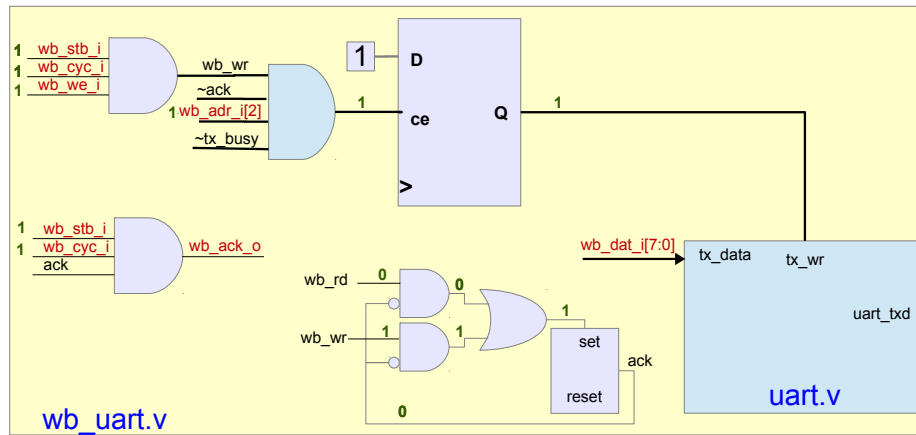 1 wb_stb_i
1 wb_cyc_i
1 wb_we_i
wb_wr
~ack
1 wb_adr_i[2]
~tx_busy
1
1
D
ce
Q
>
1
1 wb_stb_i
1 wb_cyc_i
ack
wb_ack_o
wb_rd
0
0
wb_wr
1
1
1
set
reset
ack
0
wb_dat_i[7:0]
tx_data
tx_wr
uart_txd
uart.v
wb_uart.v